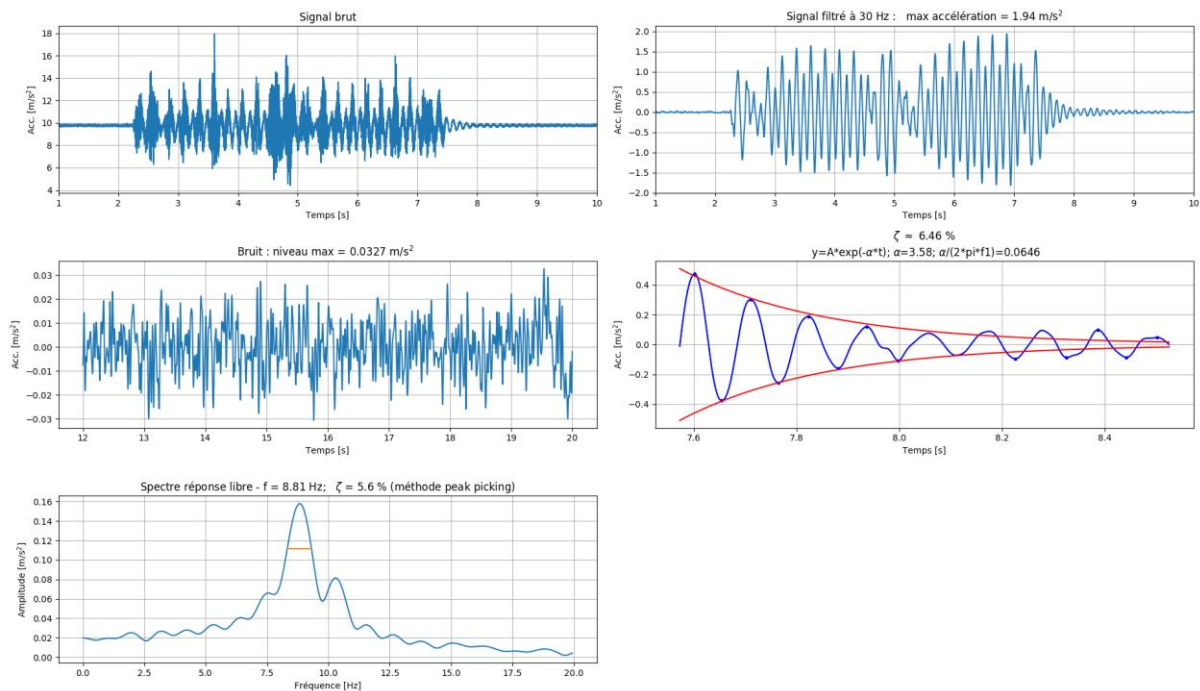 Signal brut
18
16
14
12
10
8
6
4
Acc. [m/s²]
1 2 3 4 5 6 7 8 9 10
Temps [s]
Signal filtré à 30 Hz : max accélération = 1.94 m/s²
2.0
1.5
1.0
0.5
0.0
−0.5
−1.0
−1.5
−2.0
Acc. [m/s²]
1 2 3 4 5 6 7 8 9 10
Temps [s]
Bruit : niveau max = 0.0327 m/s²
0.03
0.02
0.01
0.00
−0.01
−0.02
−0.03
Acc. [m/s²]
12 13 14 15 16 17 18 19 20
Temps [s]
ζ ≈ 6.46 %
y=A*exp(-α*t); α=3.58; α/(2*pi*f1)=0.0646
0.4
0.2
0.0
−0.2
−0.4
Acc. [m/s²]
7.6 7.8 8.0 8.2 8.4
Temps [s]
Spectre réponse libre - f = 8.81 Hz; ζ = 5.6 % (méthode peak picking)
0.16
0.14
0.12
0.10
0.08
0.06
0.04
0.02
0.00
Amplitude [m/s²]
0.0 2.5 5.0 7.5 10.0 12.5 15.0 17.5 20.0
Fréquence [Hz]